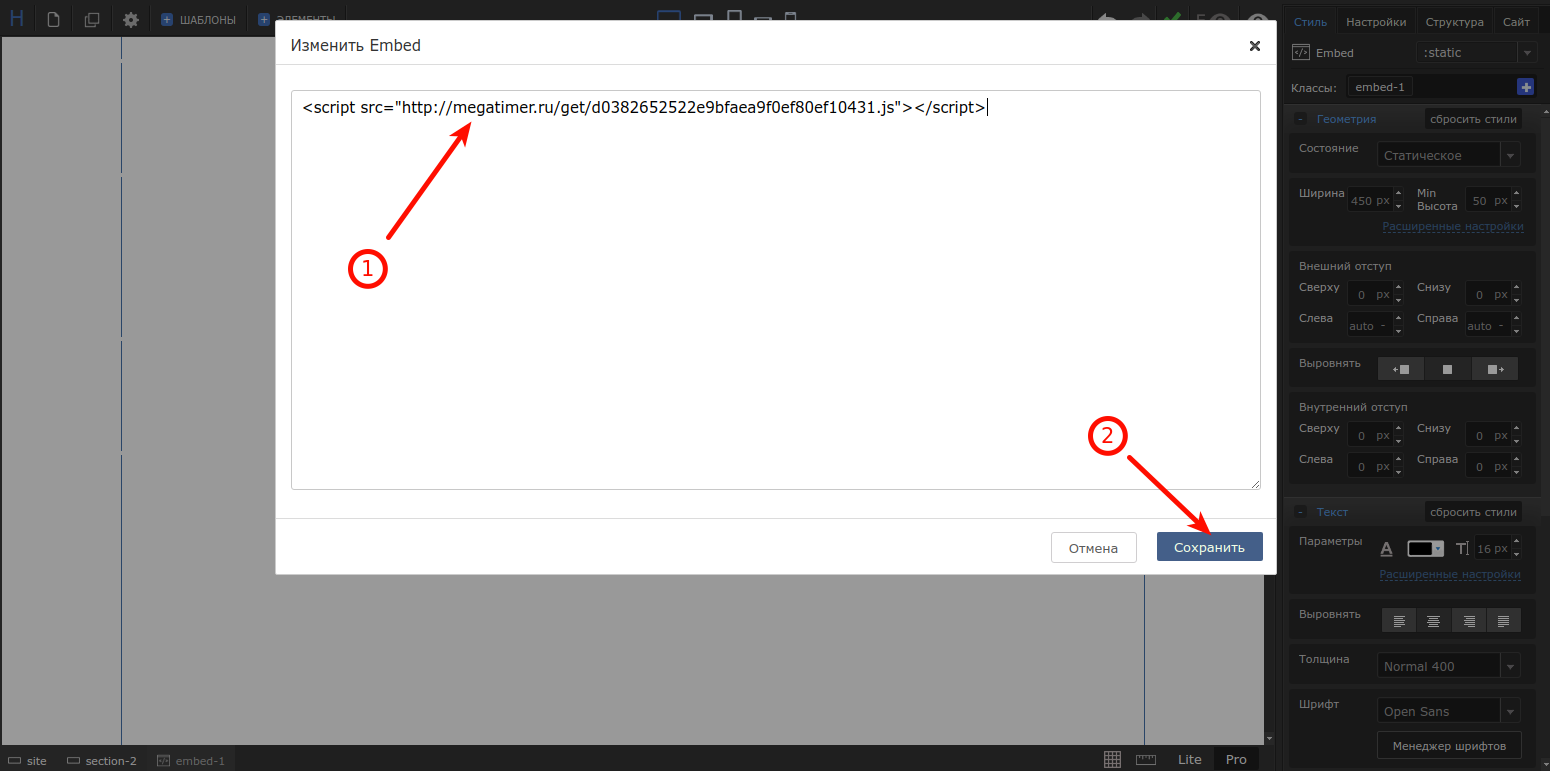 H
ШАБЛОНЫ
ЭЛЕМЕНТЫ
Стиль
Настройки
Структура
Сайт
Изменить Embed
<script src="http://megatimer.ru/get/d0382652522e9bfaea9f0ef80ef10431.js"></script>
1
2
Отмена
Сохранить
Embed
:static
Классы:
embed-1
Геометрия
сбросить стили
Состояние
Статическое
Ширина
450 px
Min Высота
50 px
Расширенные настройки
Внешний отступ
Сверху
0 px
Снизу
0 px
Слева
auto -
Справа
auto -
Выровнять
Внутренний отступ
Сверху
0 px
Снизу
0 px
Слева
0 px
Справа
0 px
Текст
сбросить стили
Параметры
16 px
Расширенные настройки
Выровнять
Толщина
Normal 400
Шрифт
Open Sans
Менеджер шрифтов
site
section-2
embed-1
Lite
Pro